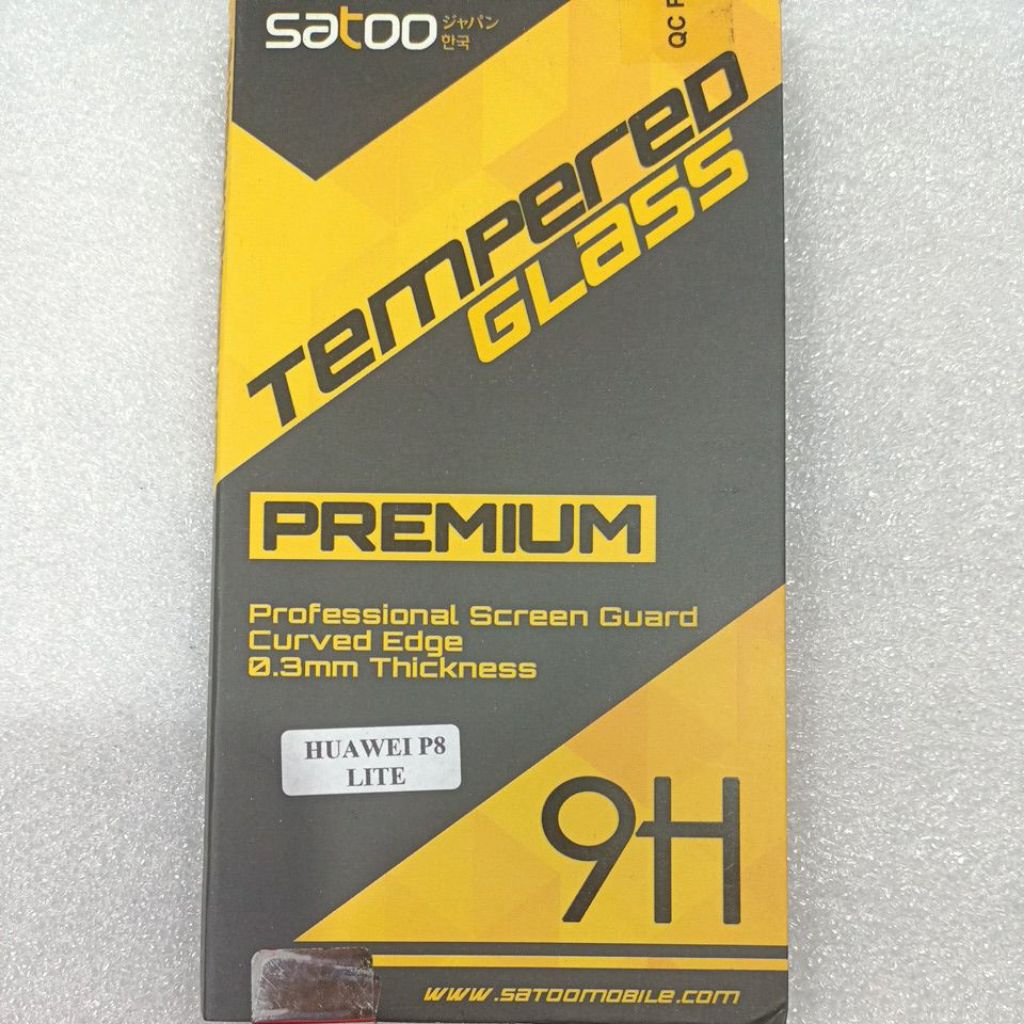 satoo
ジャパン
한국
QC
Tempered
Glass
PREMIUM
Professional Screen Guard
Curved Edge
0.3mm Thickness
HUAWEI P8
LITE
9H
www.satoomobile.com